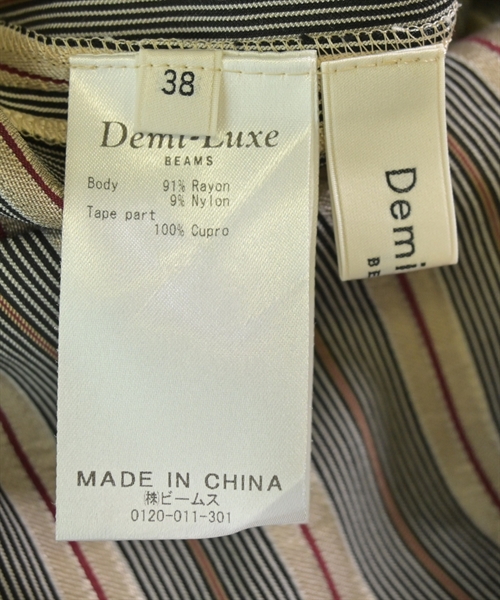 38
Demi-Luxe
BEAMS
Body 91% Rayon
9% Nylon
Tape part
100% Cupro
MADE IN CHINA
㈱ビームス
0120-011-301
Demi
BE